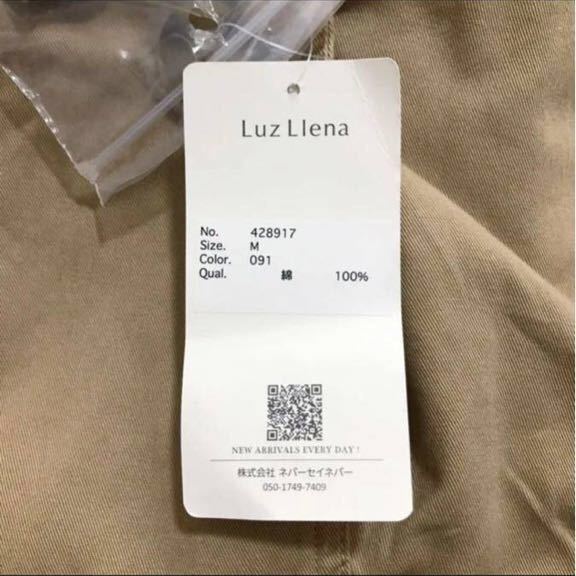 Luz Llena
No. 428917
Size. M
Color. 091
Qual. 綿 100%
NEW ARRIVALS EVERY DAY !
株式会社 ネバーセイネバー
050-1749-7409